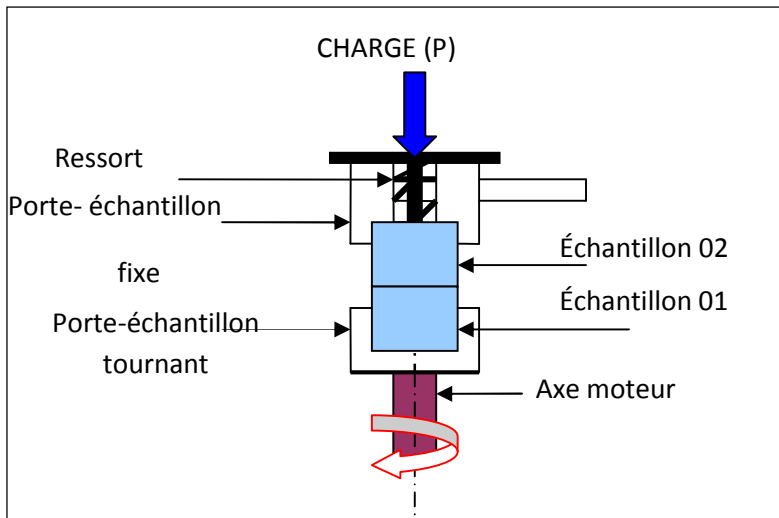 CHARGE (P)
Ressort
Porte- échantillon
fixe
Échantillon 02
Échantillon 01
Porte-échantillon
tournant
Axe moteur